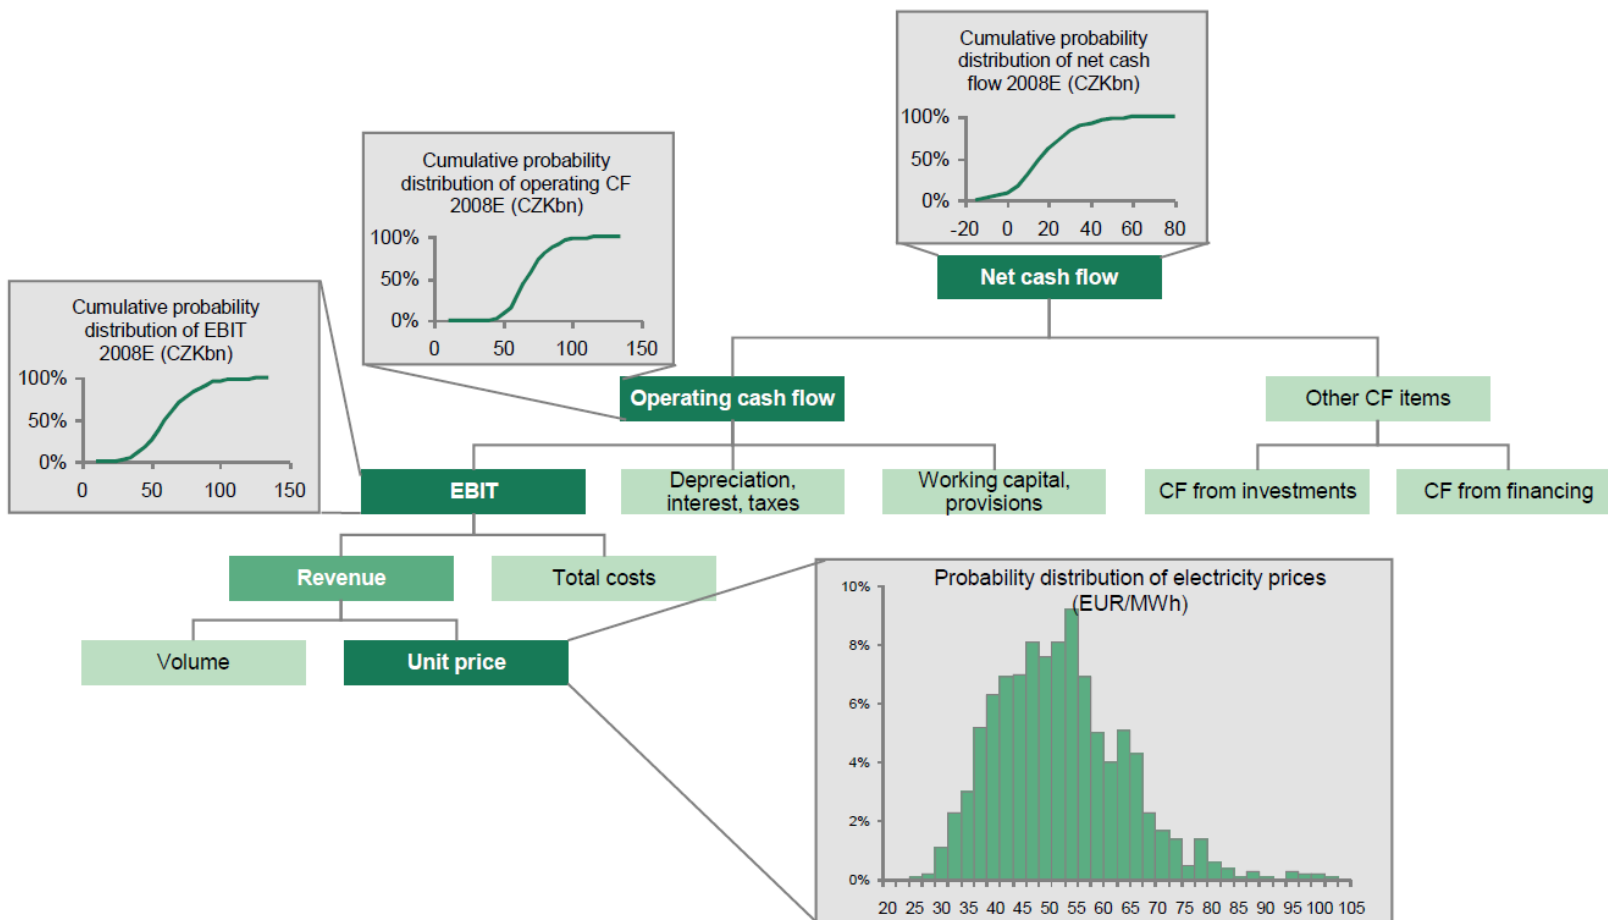 Cumulative probability
distribution of net cash
flow 2008E (CZKbn)
100%
50%
0%
-20 0 20 40 60 80
Net cash flow
Cumulative probability
distribution of operating CF
2008E (CZKbn)
100%
50%
0%
0 50 100 150
Operating cash flow
Other CF items
Cumulative probability
distribution of EBIT
2008E (CZKbn)
100%
50%
0%
0 50 100 150
EBIT
Depreciation,
interest, taxes
Working capital,
provisions
CF from investments
CF from financing
Revenue
Total costs
Volume
Unit price
Probability distribution of electricity prices
(EUR/MWh)
10%
8%
6%
4%
2%
0%
20 25 30 35 40 45 50 55 60 65 70 75 80 85 90 95 100 105